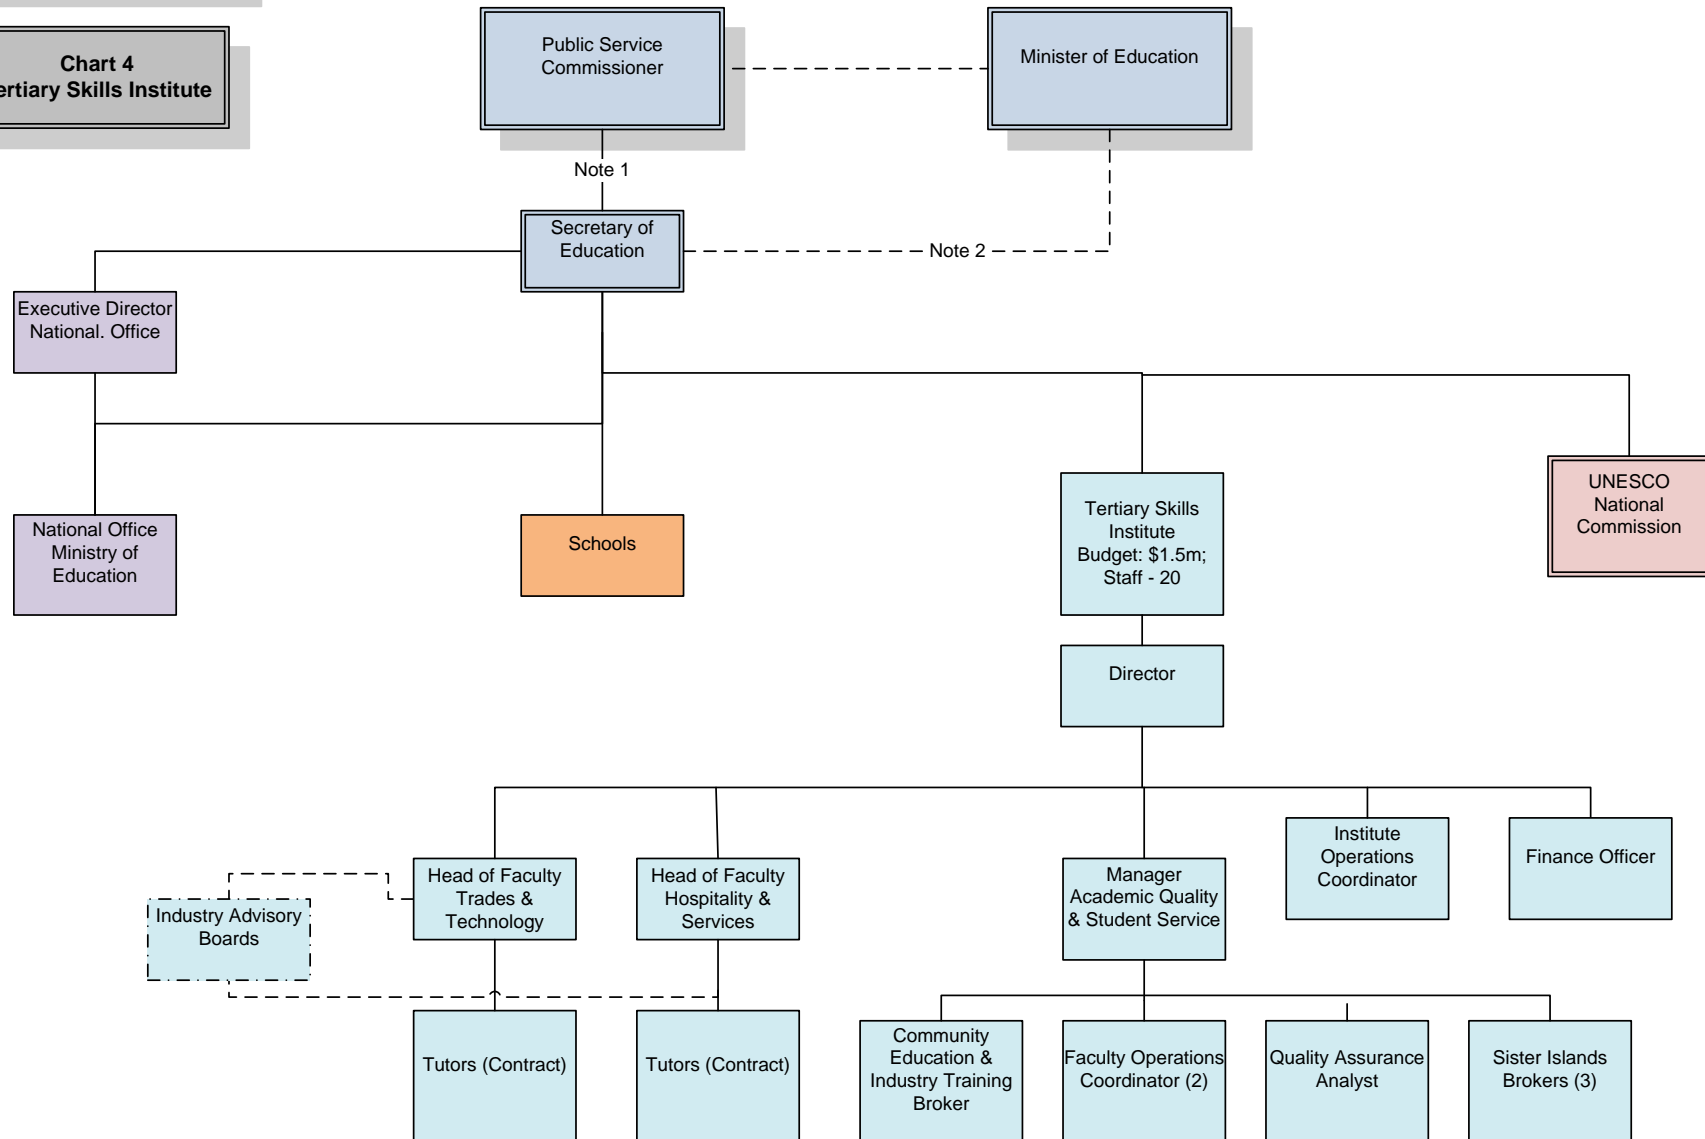 Chart 4
ertiary Skills Institute
Public Service
Commissioner
Minister of Education
Note 1
Secretary of
Education
Note 2
Executive Director
National. Office
National Office
Ministry of
Education
Schools
Tertiary Skills
Institute
Budget: $1.5m;
Staff - 20
UNESCO
National
Commission
Director
Head of Faculty
Trades &
Technology
Head of Faculty
Hospitality &
Services
Manager
Academic Quality
& Student Service
Institute
Operations
Coordinator
Finance Officer
Industry Advisory
Boards
Tutors (Contract)
Tutors (Contract)
Community
Education &
Industry Training
Broker
Faculty Operations
Coordinator (2)
Quality Assurance
Analyst
Sister Islands
Brokers (3)